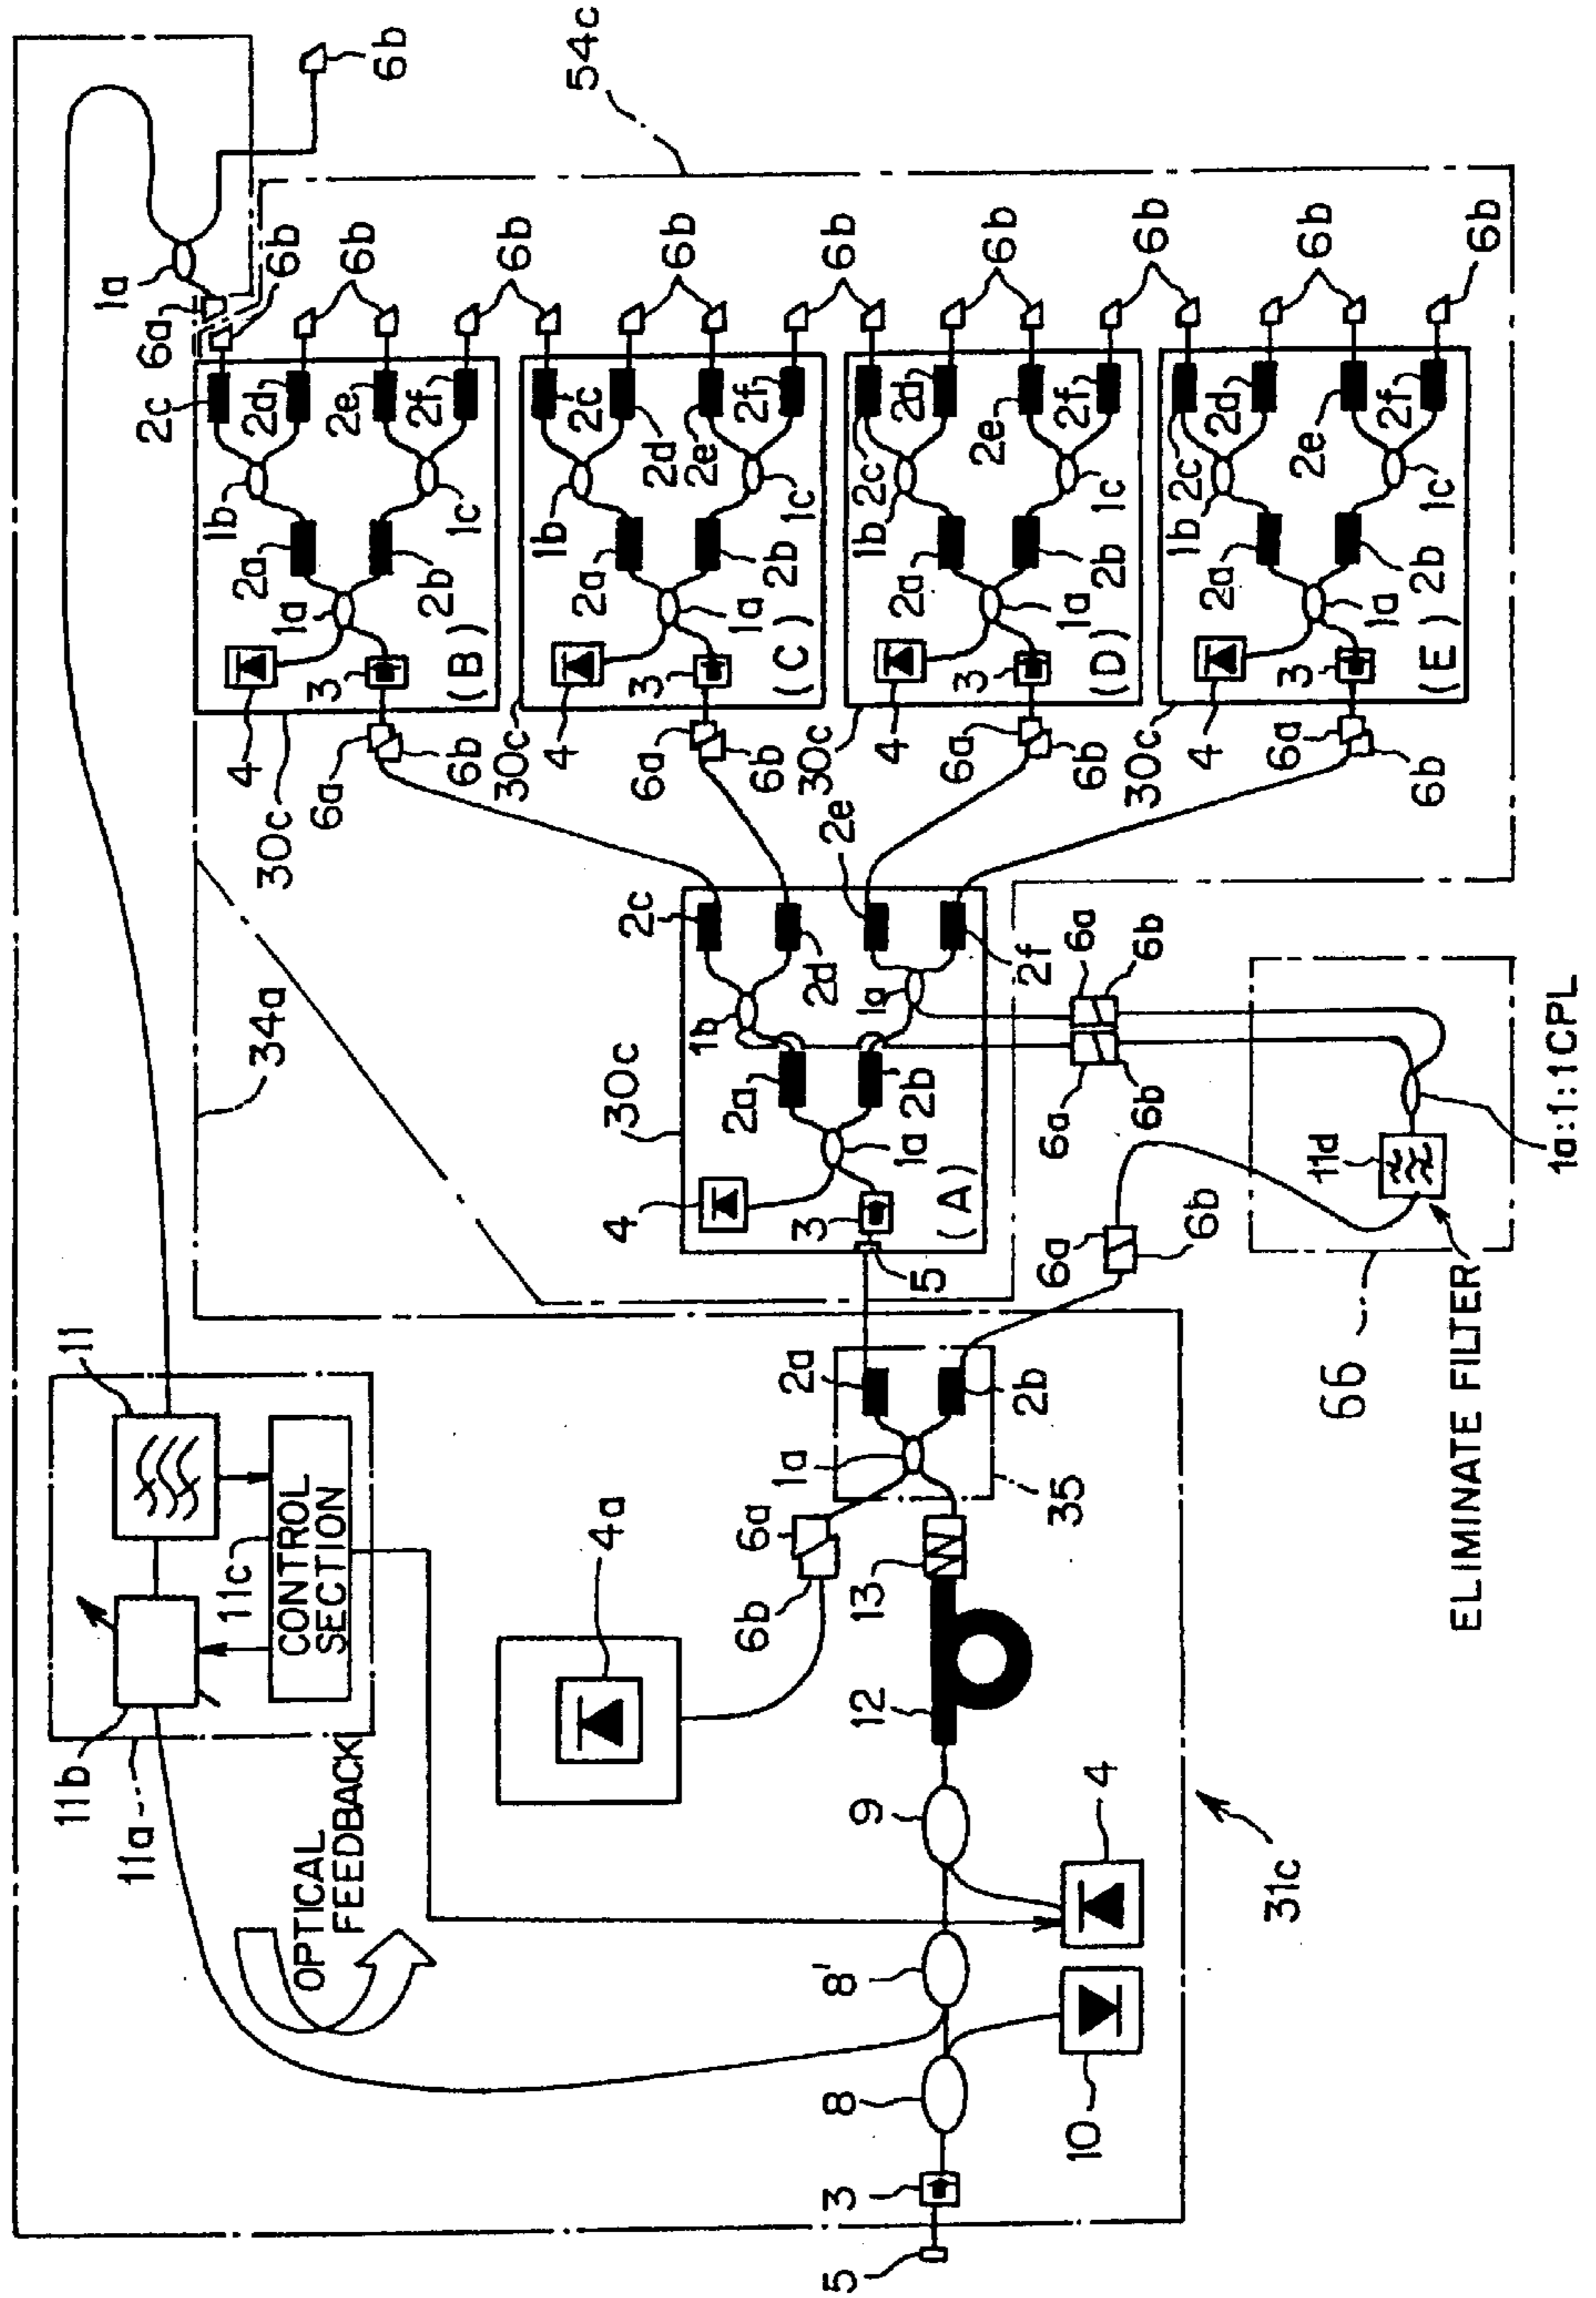 6b
54c
1a
6a
6b
6b
6b
6b
6b
6b
6b
6b
6b
2c
2d
2e
2f
1b
1c
2a
2b
1a
4
3
(B)
30c
6a
6b
2c
2d
2e
2f
1b
1c
2a
2b
1a
4
3
(C)
30c
6a
6b
2c
2d
2e
2f
1b
1c
2a
2b
1a
4
3
(D)
30c
6a
6b
2c
2d
2e
2f
1b
1c
2a
2b
1a
4
3
(E)
30c
6a
6b
34a
30c
2c
2d
2e
2f
1b
1a
2a
2b
1a
4
3
(A)
5
6a
6b
6a
6b
6a
6b
11d
1a:1:1CPL
66
ELIMINATE FILTER
11
11c
CONTROL
SECTION
11b
11a
OPTICAL
FEEDBACK
4a
6a
6b
1a
2a
2b
35
13
12
9
8'
8
4
10
3
5
31c